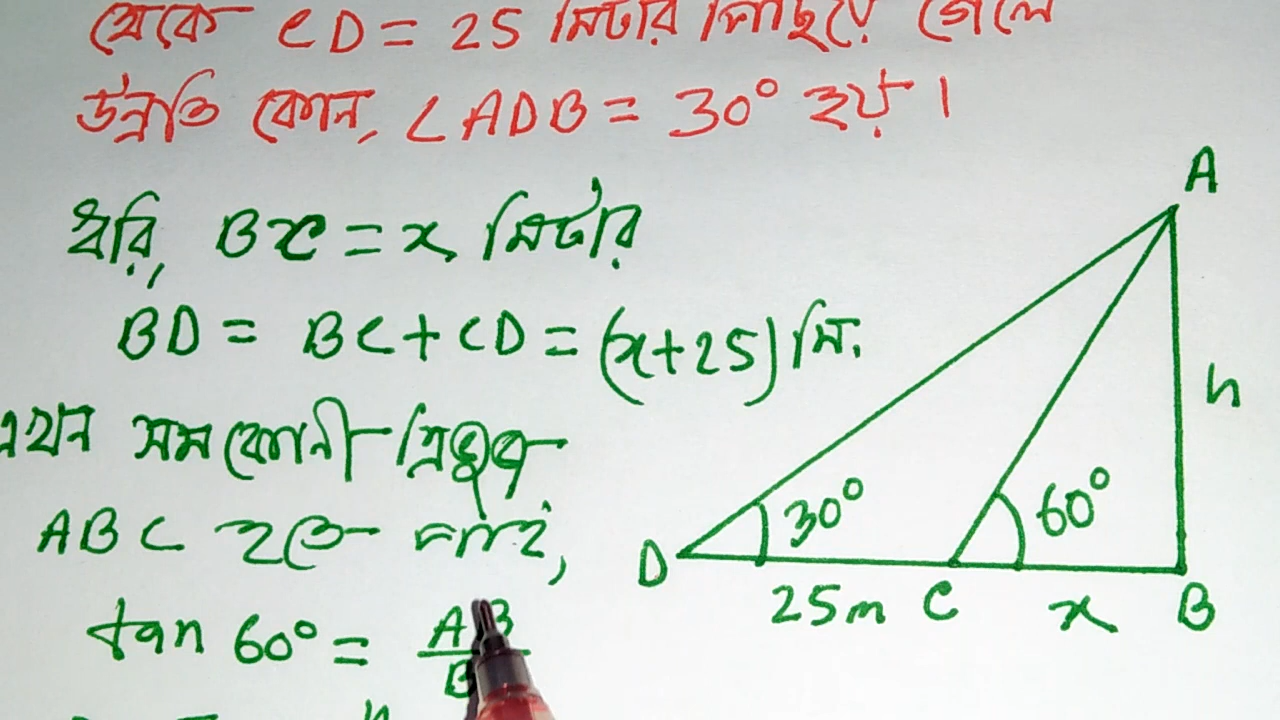 থেকে CD = 25 মিটার পিছিয়ে গেলে
উন্নতি কোন, ∠ADB = 30° হয়।
ধরি, BC = x মিটার
BD = BC + CD = (x+25) মি.
এখন সমকোনী ত্রিভুজ
ABC হতে পাই,
tan 60° = AB
A
h
30°
60°
D
25m C x B